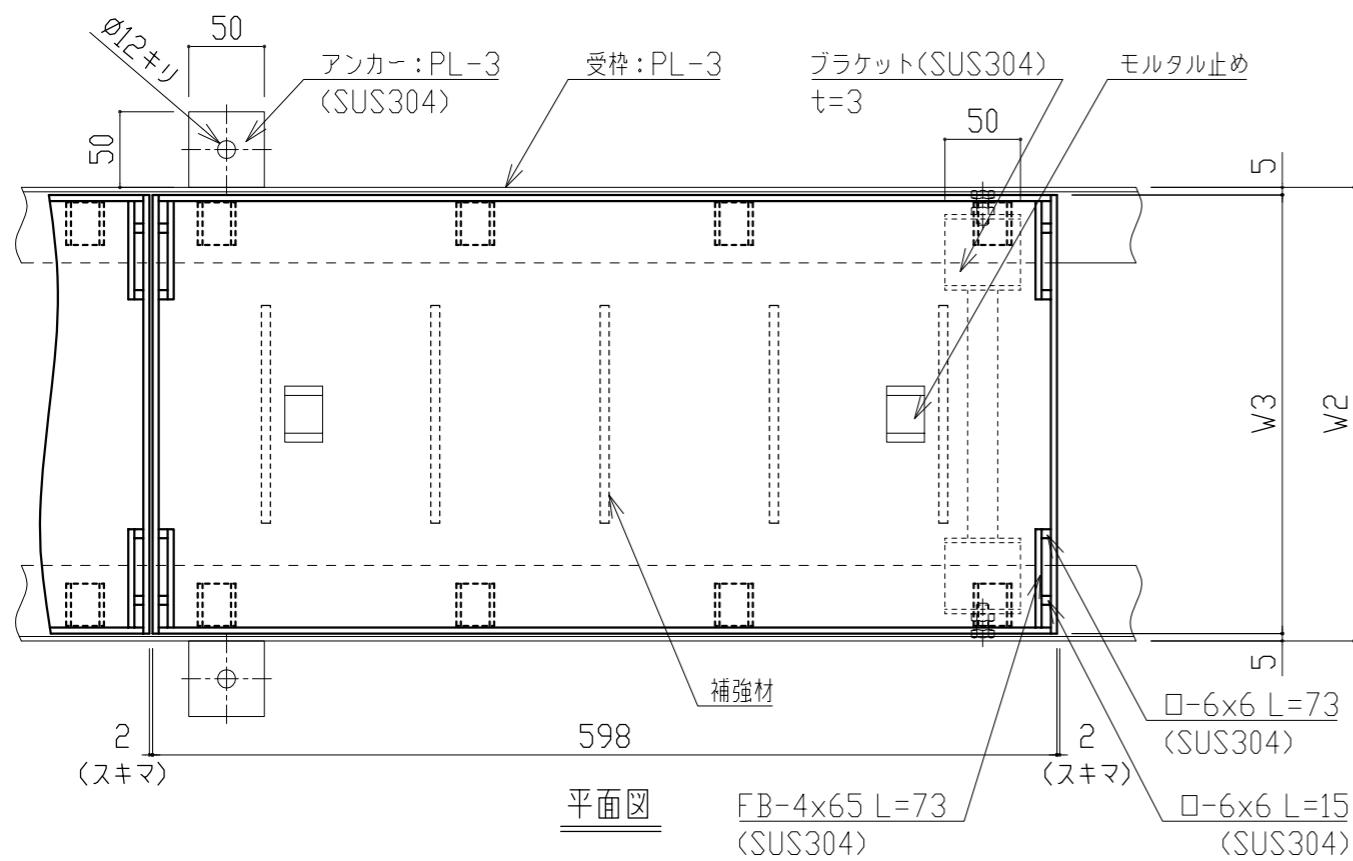 50
ø12キリ
アンカー：PL-3
(SUS304)
受枠：PL-3
ブラケット(SUS304)
t=3
モルタル止め
50
50
5
W3
W2
5
補強材
2
(スキマ)
598
2
(スキマ)
□-6x6 L=73
(SUS304)
平面図
FB-4x65 L=73
(SUS304)
□-6x6 L=15
(SUS304)